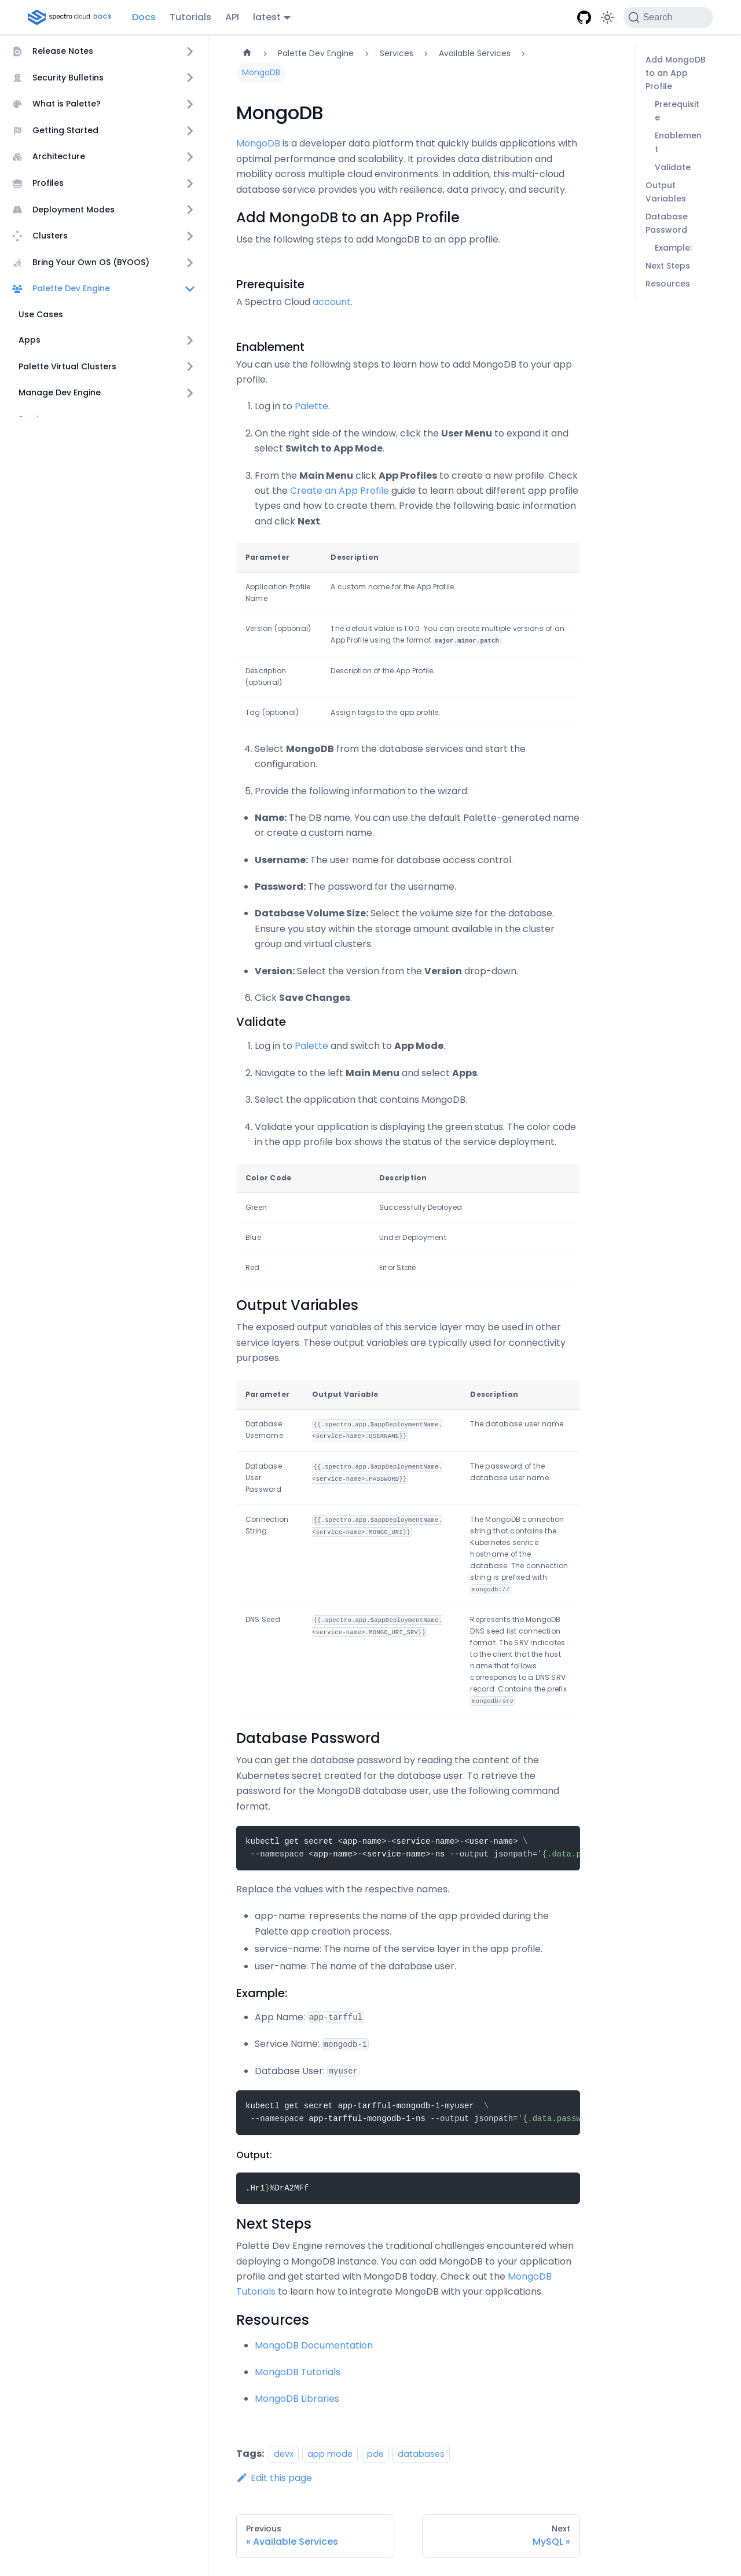 spectro cloud DOCS
Docs
Tutorials
API
latest
Search
Release Notes
Security Bulletins
What is Palette?
Getting Started
Architecture
Profiles
Deployment Modes
Clusters
Bring Your Own OS (BYOOS)
Palette Dev Engine
Use Cases
Apps
Palette Virtual Clusters
Manage Dev Engine
Palette Dev Engine
Services
Available Services
MongoDB
MongoDB
MongoDB is a developer data platform that quickly builds applications with
optimal performance and scalability. It provides data distribution and
mobility across multiple cloud environments. In addition, this multi-cloud
database service provides you with resilience, data privacy, and security.
Add MongoDB to an App Profile
Use the following steps to add MongoDB to an app profile.
Prerequisite
A Spectro Cloud account.
Enablement
You can use the following steps to learn how to add MongoDB to your app
profile.
1. Log in to Palette.
2. On the right side of the window, click the User Menu to expand it and
select Switch to App Mode.
3. From the Main Menu click App Profiles to create a new profile. Check
out the Create an App Profile guide to learn about different app profile
types and how to create them. Provide the following basic information
and click Next.
Parameter
Description
Application Profile
Name
A custom name for the App Profile.
Version (optional)
The default value is 1.0.0. You can create multiple versions of an
App Profile using the format major.minor.patch
Description
(optional)
Description of the App Profile.
Tag (optional)
Assign tags to the app profile.
4. Select MongoDB from the database services and start the
configuration.
5. Provide the following information to the wizard:
• Name: The DB name. You can use the default Palette-generated name
or create a custom name.
• Username: The user name for database access control.
• Password: The password for the username.
• Database Volume Size: Select the volume size for the database.
Ensure you stay within the storage amount available in the cluster
group and virtual clusters.
• Version: Select the version from the Version drop-down.
6. Click Save Changes.
Validate
1. Log in to Palette and switch to App Mode.
2. Navigate to the left Main Menu and select Apps.
3. Select the application that contains MongoDB.
4. Validate your application is displaying the green status. The color code
in the app profile box shows the status of the service deployment.
Color Code
Description
Green
Successfully Deployed
Blue
Under Deployment
Red
Error State
Output Variables
The exposed output variables of this service layer may be used in other
service layers. These output variables are typically used for connectivity
purposes.
Parameter
Output Variable
Description
Database
Username
{{.spectro.app.$appDeploymentName.
<service-name>.USERNAME}}
The database user name.
Database
User
Password
{{.spectro.app.$appDeploymentName.
<service-name>.PASSWORD}}
The password of the
database user name.
Connection
String
{{.spectro.app.$appDeploymentName.
<service-name>.MONGO_URI}}
The MongoDB connection
string that contains the
Kubernetes service
hostname of the
database. The connection
string is prefixed with
mongodb://
DNS Seed
{{.spectro.app.$appDeploymentName.
<service-name>.MONGO_URI_SRV}}
Represents the MongoDB
DNS seed list connection
format. The SRV indicates
to the client that the host
name that follows
corresponds to a DNS SRV
record. Contains the prefix
mongodb+srv
Database Password
You can get the database password by reading the content of the
Kubernetes secret created for the database user. To retrieve the
password for the MongoDB database user, use the following command
format.
kubectl get secret <app-name>-<service-name>-<user-name> \
--namespace <app-name>-<service-name>-ns --output jsonpath='{.data.p
Replace the values with the respective names.
• app-name: represents the name of the app provided during the
Palette app creation process.
• service-name: The name of the service layer in the app profile.
• user-name: The name of the database user.
Example:
• App Name: app-tarfful
• Service Name: mongodb-1
• Database User: myuser
kubectl get secret app-tarfful-mongodb-1-myuser \
--namespace app-tarfful-mongodb-1-ns --output jsonpath='{.data.passw
Output:
.Hr1}%DrA2MFf
Next Steps
Palette Dev Engine removes the traditional challenges encountered when
deploying a MongoDB instance. You can add MongoDB to your application
profile and get started with MongoDB today. Check out the MongoDB
Tutorials to learn how to integrate MongoDB with your applications.
Resources
• MongoDB Documentation
• MongoDB Tutorials
• MongoDB Libraries
Tags: devx app mode pde databases
Edit this page
Previous
« Available Services
Next
MySQL »
Add MongoDB
to an App
Profile
Prerequisit
e
Enablemen
t
Validate
Output
Variables
Database
Password
Example:
Next Steps
Resources